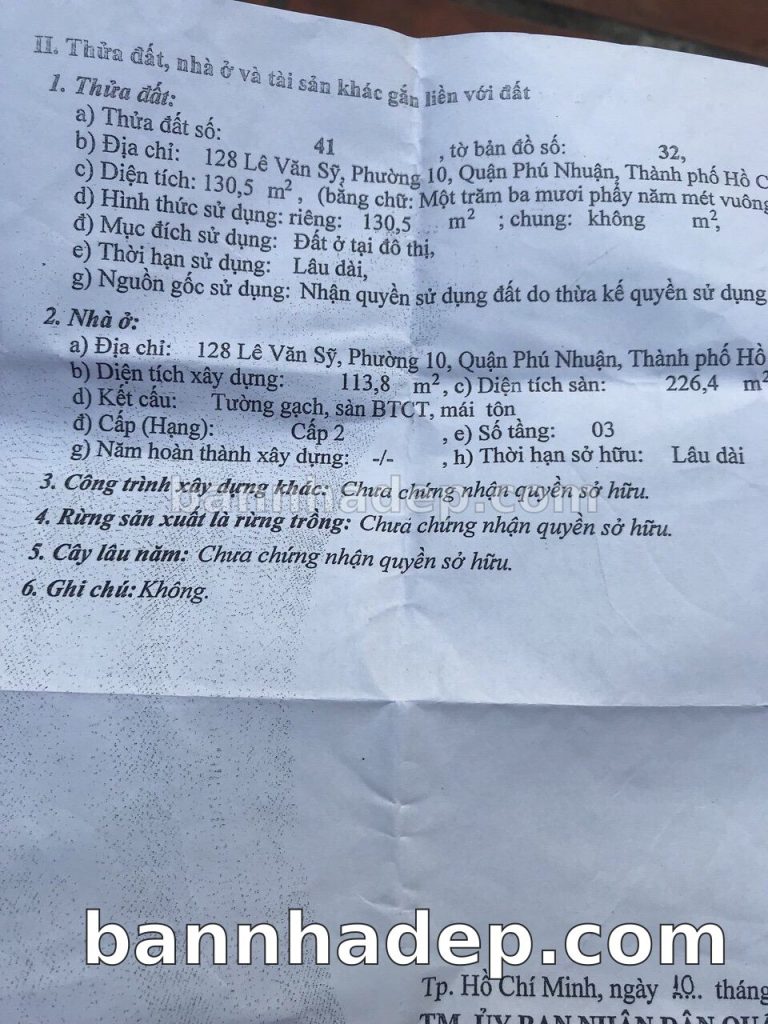 II. Thửa đất, nhà ở và tài sản khác gắn liền với đất
1. Thửa đất:
a) Thửa đất số: 41 , tờ bản đồ số: 32,
b) Địa chỉ: 128 Lê Văn Sỹ, Phường 10, Quận Phú Nhuận, Thành phố Hồ C
c) Diện tích: 130,5 m², (bằng chữ: Một trăm ba mươi phẩy năm mét vuông
d) Hình thức sử dụng: riêng: 130,5 m² ; chung: không m²,
đ) Mục đích sử dụng: Đất ở tại đô thị,
e) Thời hạn sử dụng: Lâu dài,
g) Nguồn gốc sử dụng: Nhận quyền sử dụng đất do thừa kế quyền sử dụng
2. Nhà ở:
a) Địa chỉ: 128 Lê Văn Sỹ, Phường 10, Quận Phú Nhuận, Thành phố Hồ
b) Diện tích xây dựng: 113,8 m², c) Diện tích sàn: 226,4 m²
d) Kết cấu: Tường gạch, sàn BTCT, mái tôn
đ) Cấp (Hạng): Cấp 2 , e) Số tầng: 03
g) Năm hoàn thành xây dựng: -/- , h) Thời hạn sở hữu: Lâu dài
3. Công trình xây dựng khác: Chưa chứng nhận quyền sở hữu.
bannhadep.com
4. Rừng sản xuất là rừng trồng: Chưa chứng nhận quyền sở hữu.
5. Cây lâu năm: Chưa chứng nhận quyền sở hữu.
6. Ghi chú: Không.
bannhadep.com
Tp. Hồ Chí Minh, ngày 10 tháng
TM. ỦY BAN NHÂN DÂN QUẬ